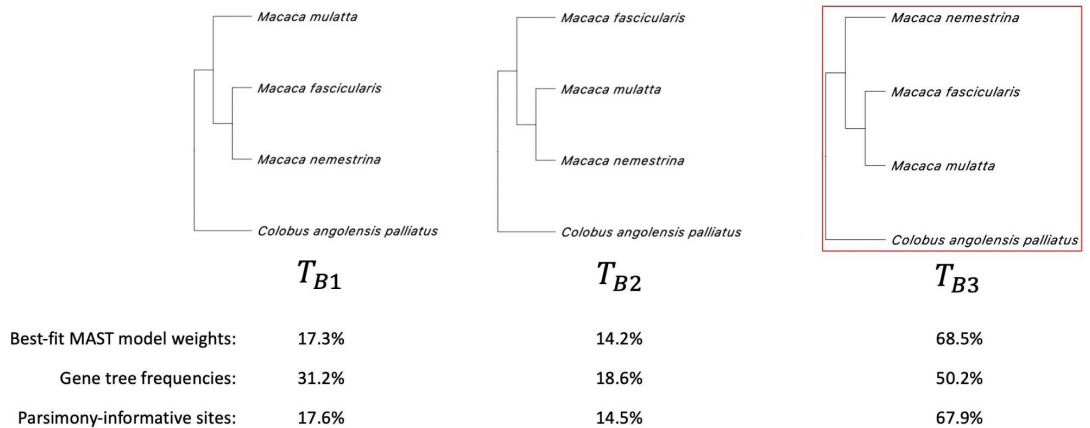 Macaca mulatta
Macaca fascicularis
Macaca nemestrina
Colobus angolensis palliatus
T_B1
Macaca fascicularis
Macaca mulatta
Macaca nemestrina
Colobus angolensis palliatus
T_B2
Macaca nemestrina
Macaca fascicularis
Macaca mulatta
Colobus angolensis palliatus
T_B3
Best-fit MAST model weights: 17.3% 14.2% 68.5%
Gene tree frequencies: 31.2% 18.6% 50.2%
Parsimony-informative sites: 17.6% 14.5% 67.9%